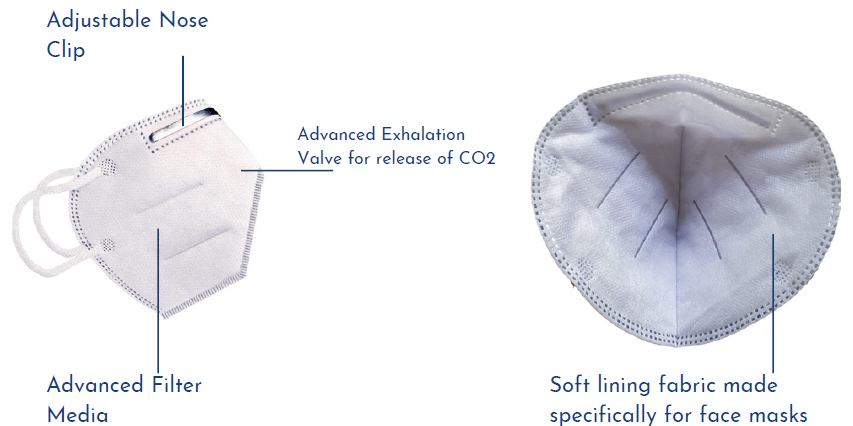 Adjustable Nose
Clip
Advanced Exhalation
Valve for release of CO2
Advanced Filter
Media
Soft lining fabric made
specifically for face masks